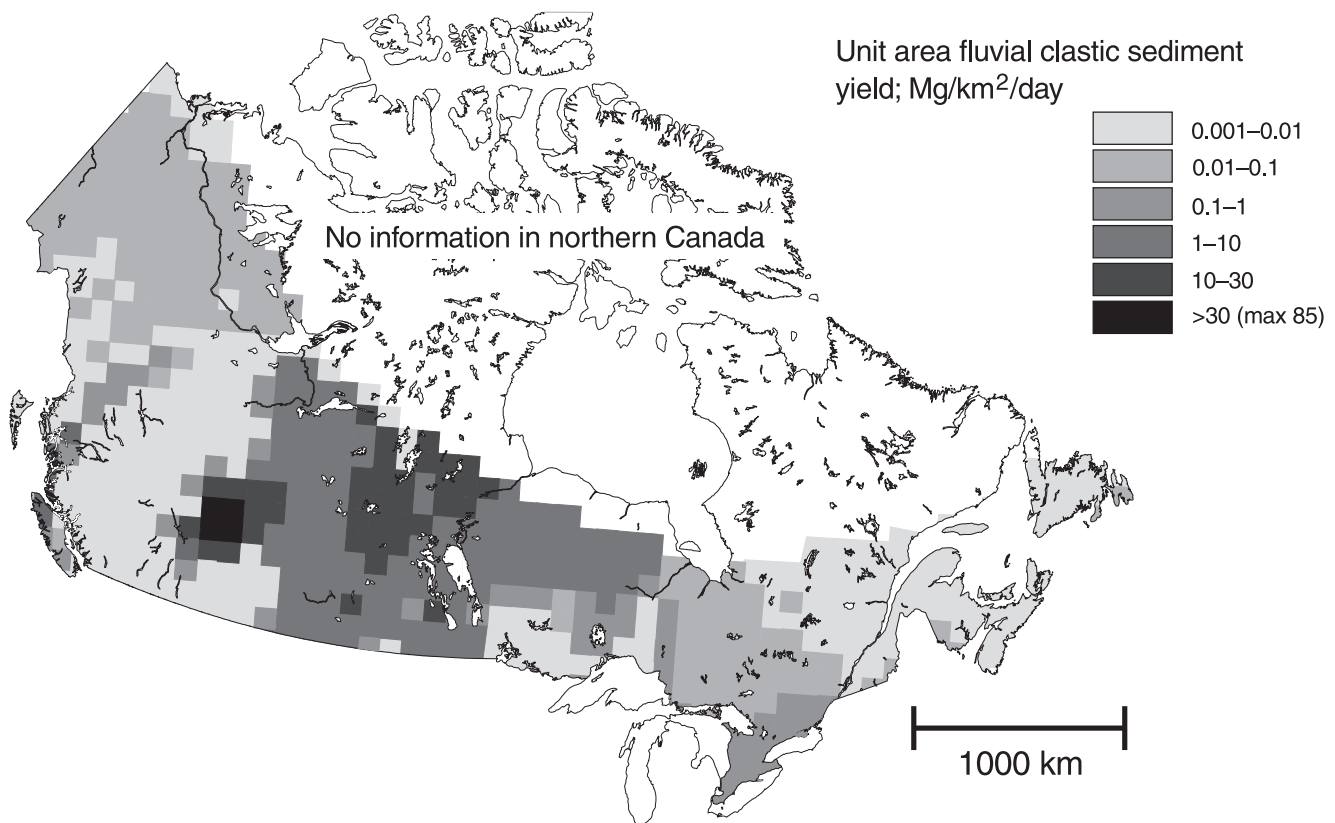 Unit area fluvial clastic sediment
yield; Mg/km²/day
0.001–0.01
0.01–0.1
0.1–1
1–10
10–30
>30 (max 85)
No information in northern Canada
1000 km